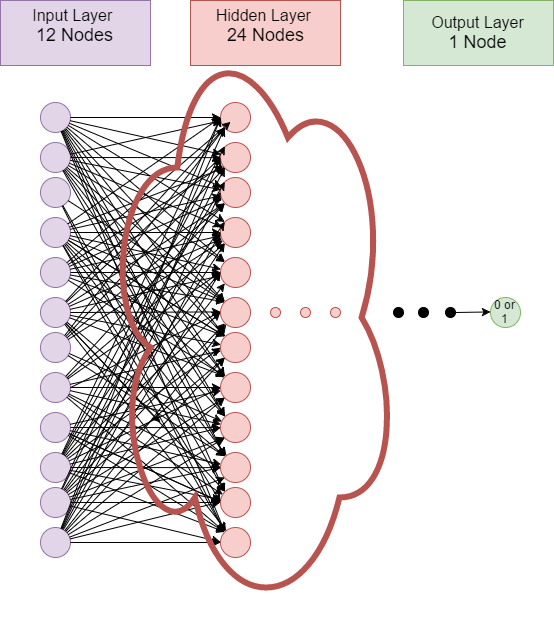 Input Layer
12 Nodes
Hidden Layer
24 Nodes
Output Layer
1 Node
0 or
1